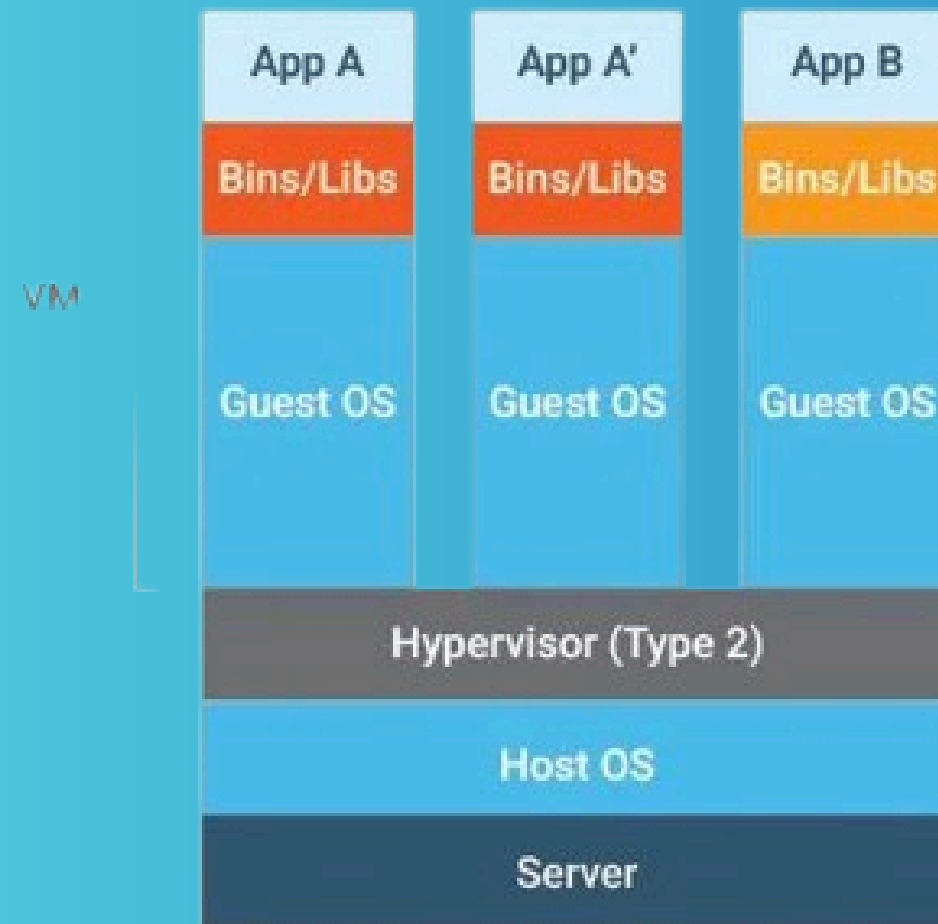 App A
App A'
App B
Bins/Libs
Bins/Libs
Bins/Libs
VM
Guest OS
Guest OS
Guest OS
Hypervisor (Type 2)
Host OS
Server